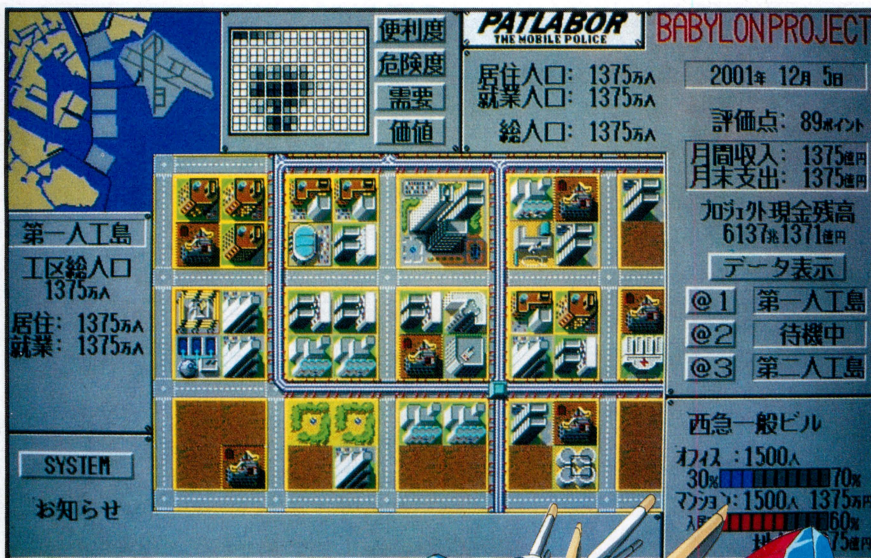 便利度
危険度
需要
価値
PATLABOR
THE MOBILE POLICE
BABYLON PROJECT
居住人口: 1375万人
就業人口: 1375万人
総人口: 1375万人
2001年 12月 5日
評価点: 89ポイント
月間収入: 1375億円
月末支出: 1375億円
プロジェクト現金残高
6137兆1371億円
データ表示
@1 第一人工島
@2 待機中
@3 第二人工島
第一人工島
工区総人口
1375万人
居住: 1375万人
就業: 1375万人
SYSTEM
お知らせ
西急一般ビル
オフィス :1500人
30% 70%
マンション:1500人 1375万円
60%